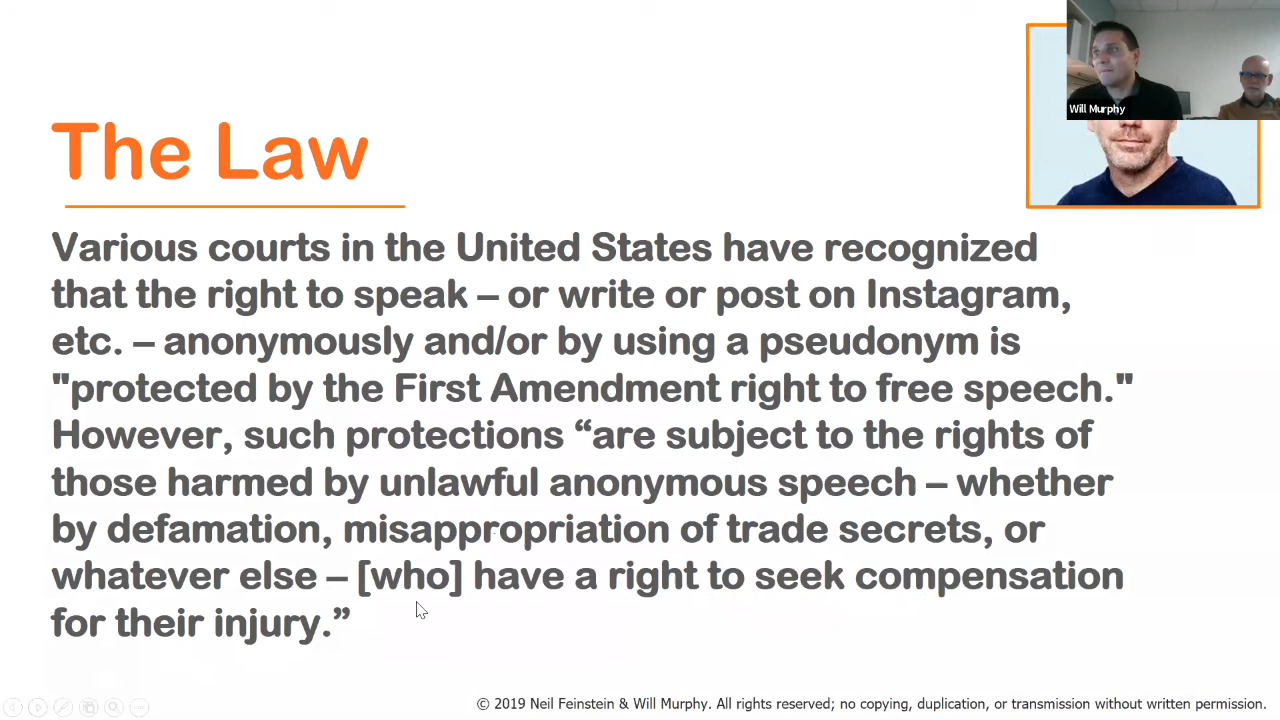 Will Murphy
The Law
Various courts in the United States have recognized
that the right to speak – or write or post on Instagram,
etc. – anonymously and/or by using a pseudonym is
"protected by the First Amendment right to free speech."
However, such protections “are subject to the rights of
those harmed by unlawful anonymous speech – whether
by defamation, misappropriation of trade secrets, or
whatever else – [who] have a right to seek compensation
for their injury.”
© 2019 Neil Feinstein & Will Murphy. All rights reserved; no copying, duplication, or transmission without written permission.